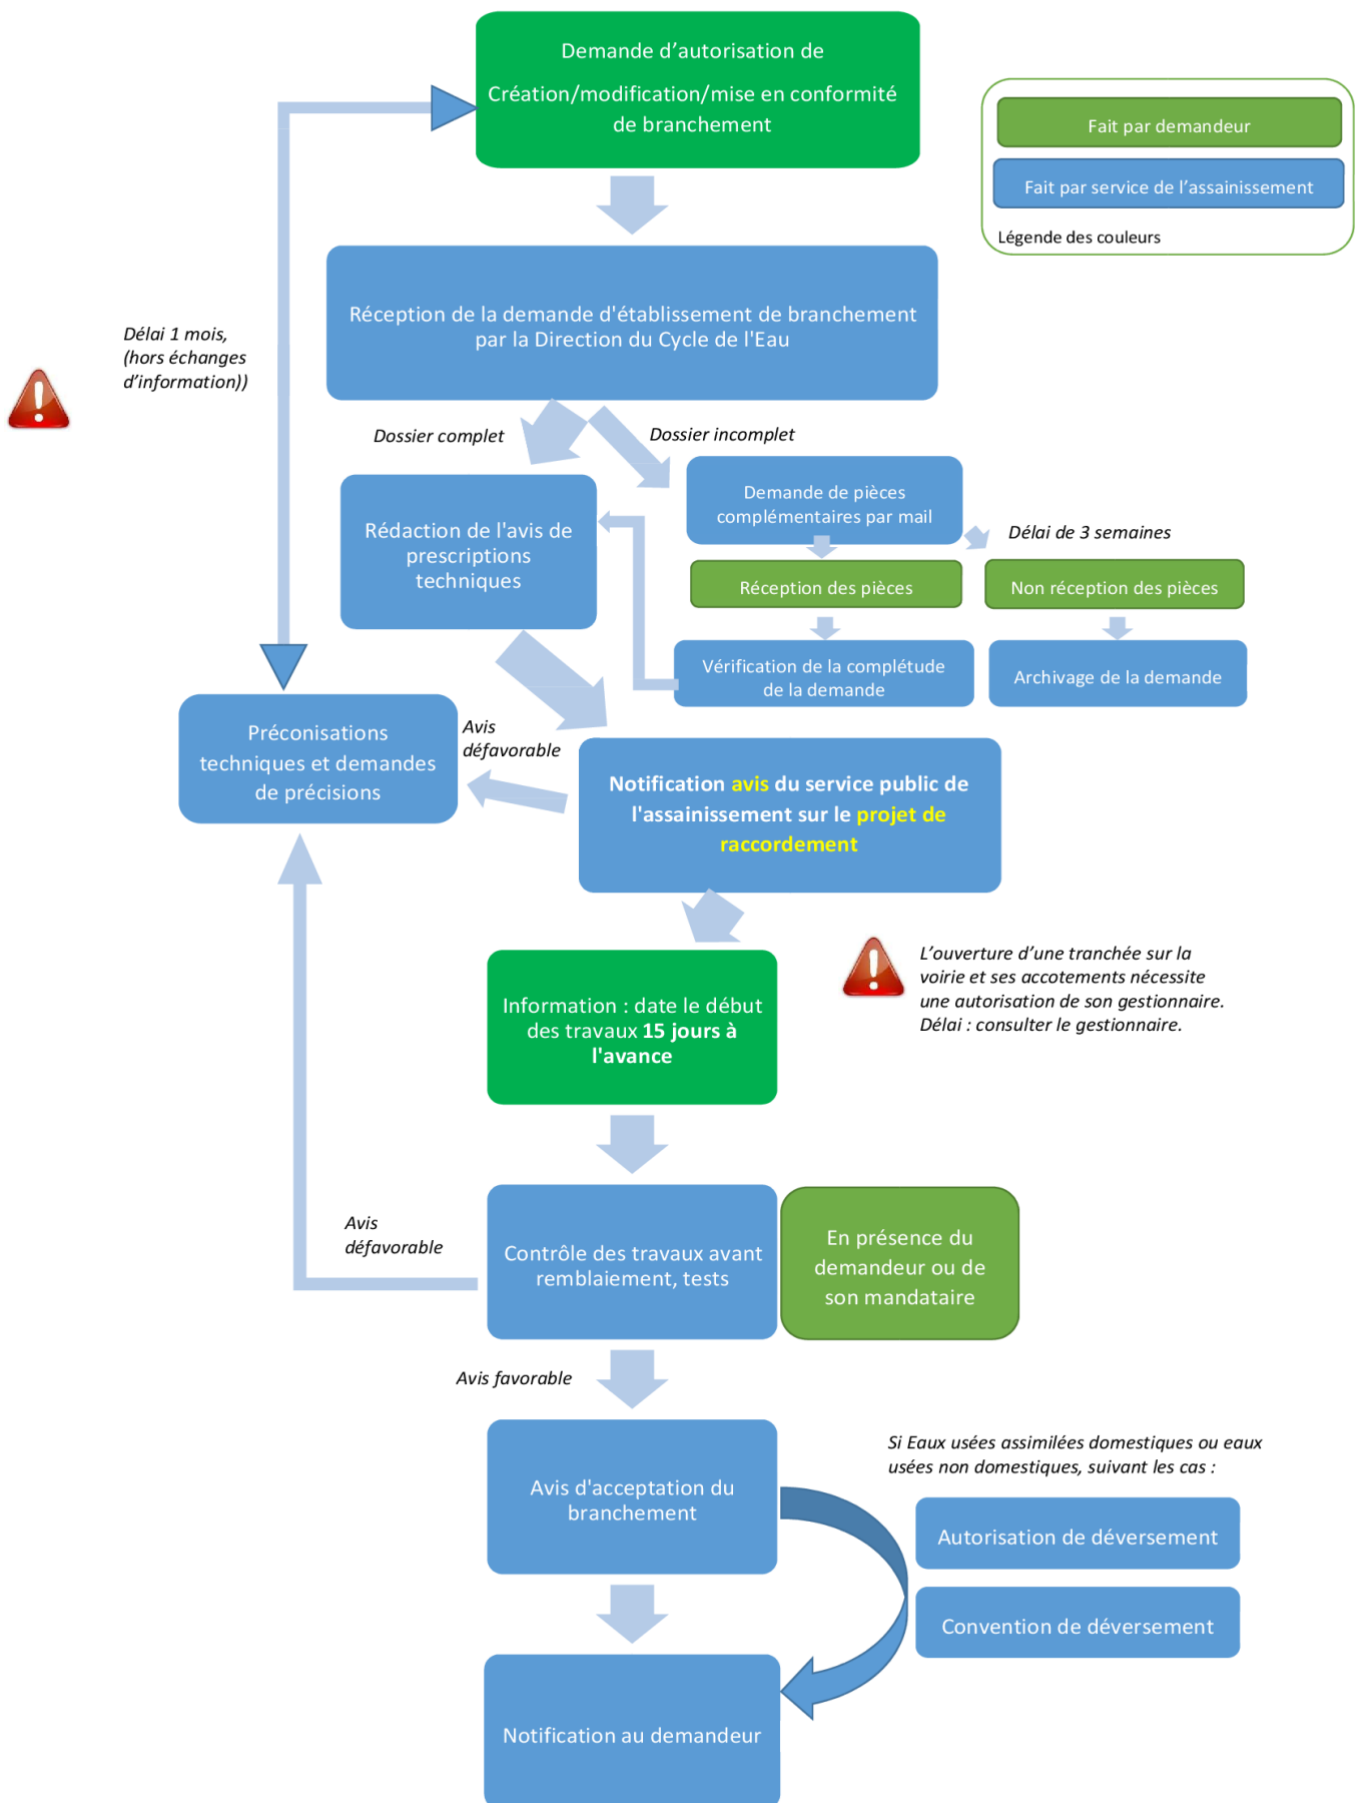 Demande d’autorisation de
Création/modification/mise en conformité
de branchement
Fait par demandeur
Fait par service de l’assainissement
Légende des couleurs
Réception de la demande d'établissement de branchement
par la Direction du Cycle de l'Eau
Délai 1 mois,
(hors échanges
d’information))
Dossier complet
Dossier incomplet
Demande de pièces
complémentaires par mail
Délai de 3 semaines
Rédaction de l'avis de
prescriptions
techniques
Réception des pièces
Non réception des pièces
Vérification de la complétude
de la demande
Archivage de la demande
Préconisations
techniques et demandes
de précisions
Avis
défavorable
Notification avis du service public de
l'assainissement sur le projet de
raccordement
L’ouverture d’une tranchée sur la
voirie et ses accotements nécessite
une autorisation de son gestionnaire.
Délai : consulter le gestionnaire.
Information : date le début
des travaux 15 jours à
l'avance
Avis
défavorable
Contrôle des travaux avant
remblaiement, tests
En présence du
demandeur ou de
son mandataire
Avis favorable
Avis d'acceptation du
branchement
Si Eaux usées assimilées domestiques ou eaux
usées non domestiques, suivant les cas :
Autorisation de déversement
Convention de déversement
Notification au demandeur